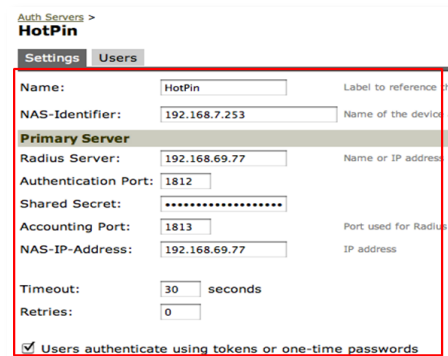 Auth Servers >
HotPin
Settings Users
Name: HotPin Label to reference
NAS-Identifier: 192.168.7.253 Name of the device
Primary Server
Radius Server: 192.168.69.77 Name or IP address
Authentication Port: 1812
Shared Secret: ••••••••••••••••••
Accounting Port: 1813 Port used for Radius
NAS-IP-Address: 192.168.69.77 IP address
Timeout: 30 seconds
Retries: 0
Users authenticate using tokens or one-time passwords